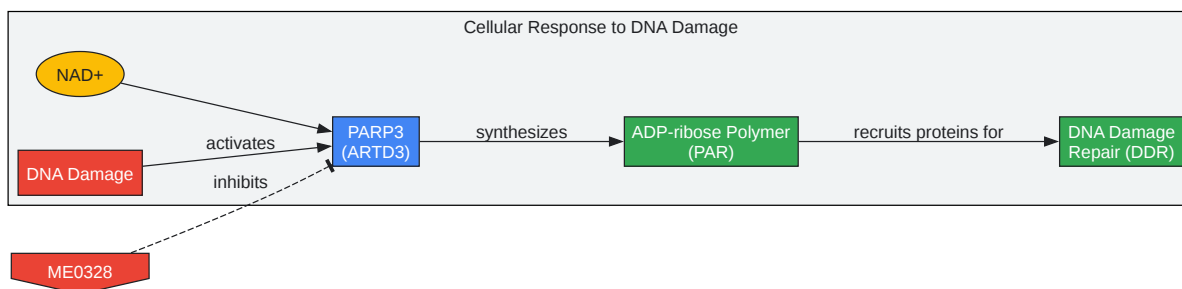 Cellular Response to DNA Damage
NAD+
DNA Damage
activates
inhibits
PARP3
(ARTD3)
synthesizes
ADP-ribose Polymer
(PAR)
recruits proteins for
DNA Damage
Repair (DDR)
ME0328